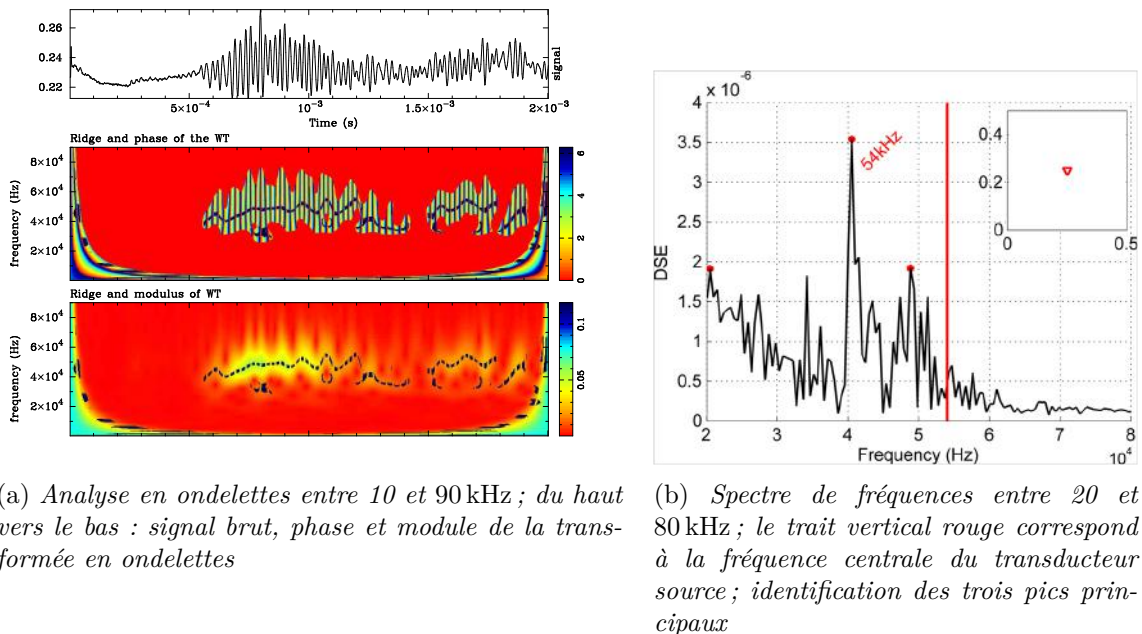 0.26
0.24
0.22
signal
5×10⁻⁴
10⁻³
1.5×10⁻³
2×10⁻³
Time (s)
Ridge and phase of the WT
8×10⁴
6×10⁴
4×10⁴
2×10⁴
frequency (Hz)
6
4
2
0
Ridge and modulus of WT
8×10⁴
6×10⁴
4×10⁴
2×10⁴
frequency (Hz)
0.1
0.05
x 10⁻⁶
4
3.5
3
2.5
2
1.5
1
0.5
0
DSE
54kHz
0.4
0.2
0
0
0.5
2
3
4
5
6
7
8
Frequency (Hz)
10⁴
(a) Analyse en ondelettes entre 10 et 90 kHz ; du haut
vers le bas : signal brut, phase et module de la trans-
formée en ondelettes
(b) Spectre de fréquences entre 20 et
80 kHz ; le trait vertical rouge correspond
à la fréquence centrale du transducteur
source ; identification des trois pics prin-
cipaux